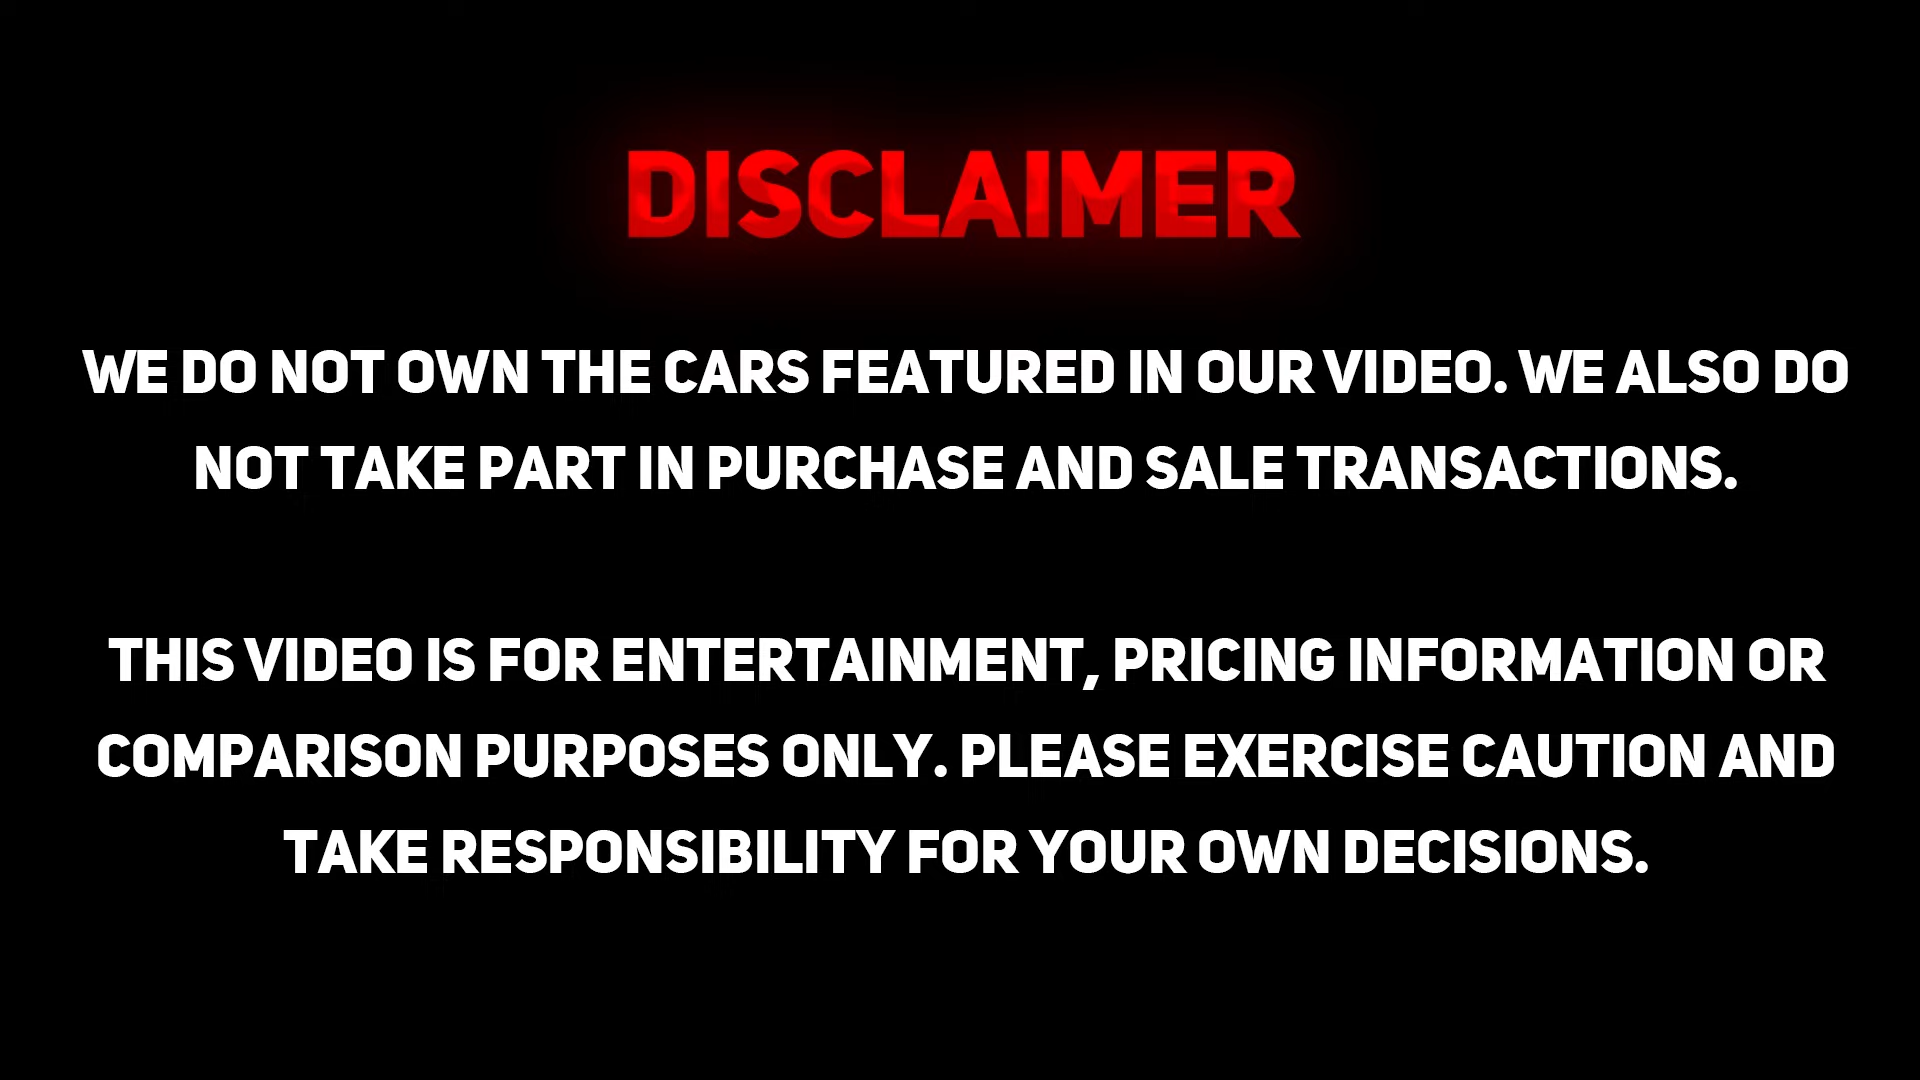 DISCLAIMER
WE DO NOT OWN THE CARS FEATURED IN OUR VIDEO. WE ALSO DO
NOT TAKE PART IN PURCHASE AND SALE TRANSACTIONS.
THIS VIDEO IS FOR ENTERTAINMENT, PRICING INFORMATION OR
COMPARISON PURPOSES ONLY. PLEASE EXERCISE CAUTION AND
TAKE RESPONSIBILITY FOR YOUR OWN DECISIONS.